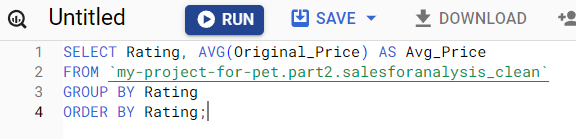 Untitled
RUN
SAVE
DOWNLOAD
1 SELECT Rating, AVG(Original_Price) AS Avg_Price
2 FROM `my-project-for-pet.part2.salesforanalysis_clean`
3 GROUP BY Rating
4 ORDER BY Rating;